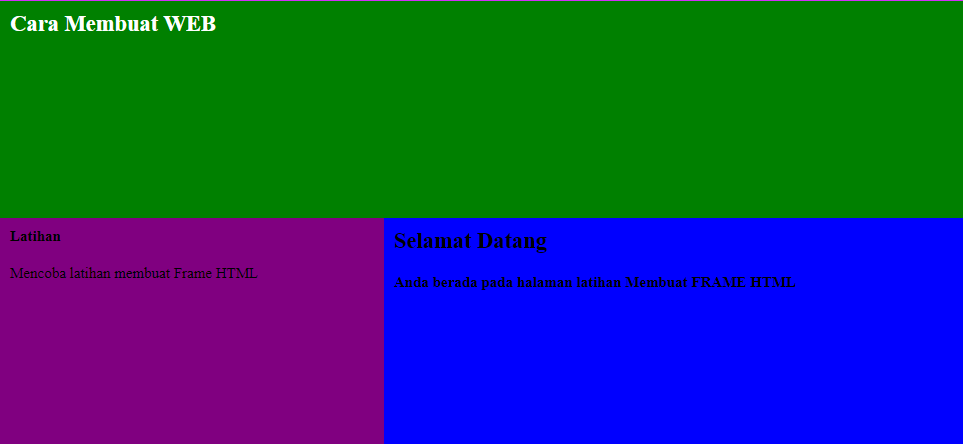 Cara Membuat WEB
Latihan
Mencoba latihan membuat Frame HTML
Selamat Datang
Anda berada pada halaman latihan Membuat FRAME HTML